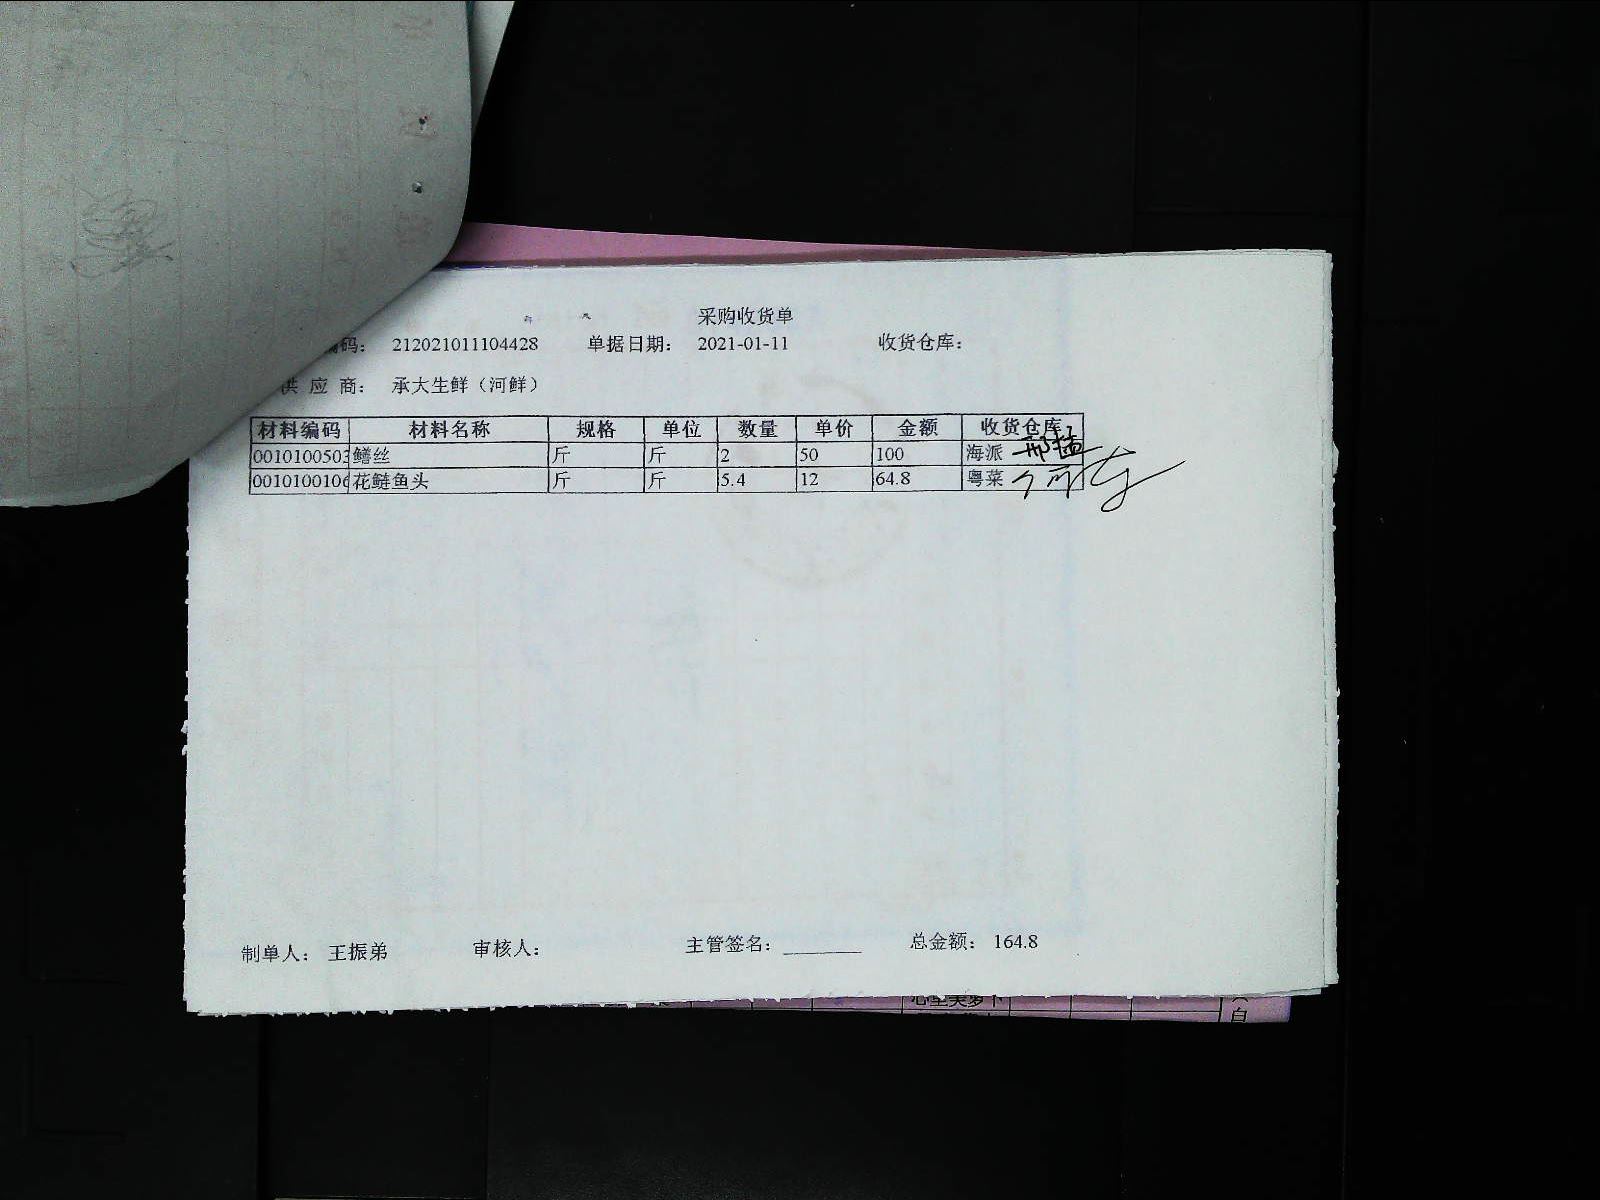 采购收货单
编码： 212021011104428 单据日期： 2021-01-11 收货仓库：
供 应 商： 承大生鲜（河鲜）
材料编码 材料名称 规格 单位 数量 单价 金额 收货仓库
0010100503 鳝丝 斤 斤 2 50 100 海派
0010100106 花鲢鱼头 斤 斤 5.4 12 64.8 粤菜
制单人： 王振弟 审核人： 主管签名： 总金额： 164.8